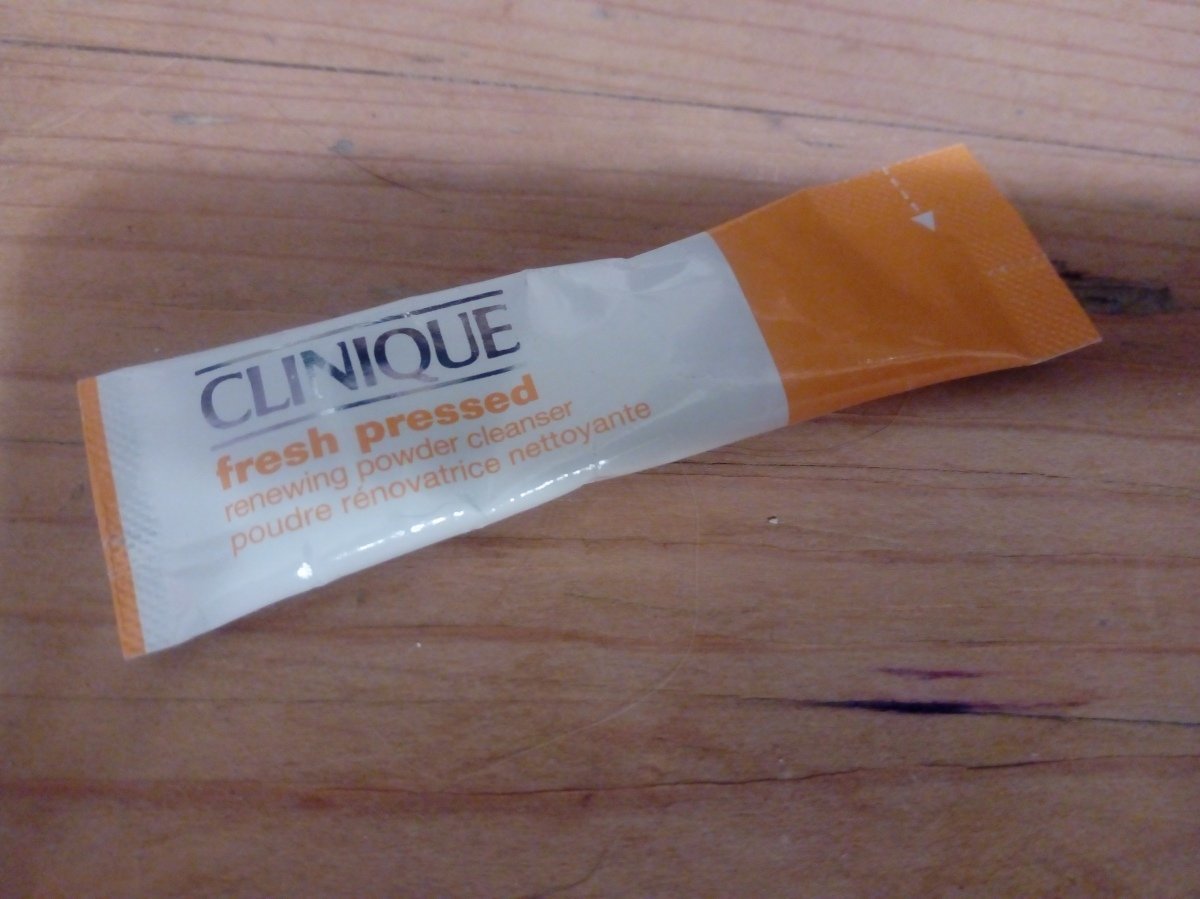 CLINIQUE
fresh pressed
renewing powder cleanser
poudre rénovatrice nettoyante